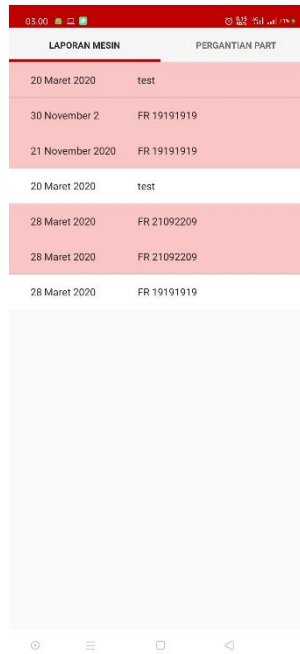 03.00
LAPORAN MESIN PERGANTIAN PART
20 Maret 2020 test
30 November 2 FR 19191919
21 November 2020 FR 19191919
20 Maret 2020 test
28 Maret 2020 FR 21092209
28 Maret 2020 FR 21092209
28 Maret 2020 FR 19191919